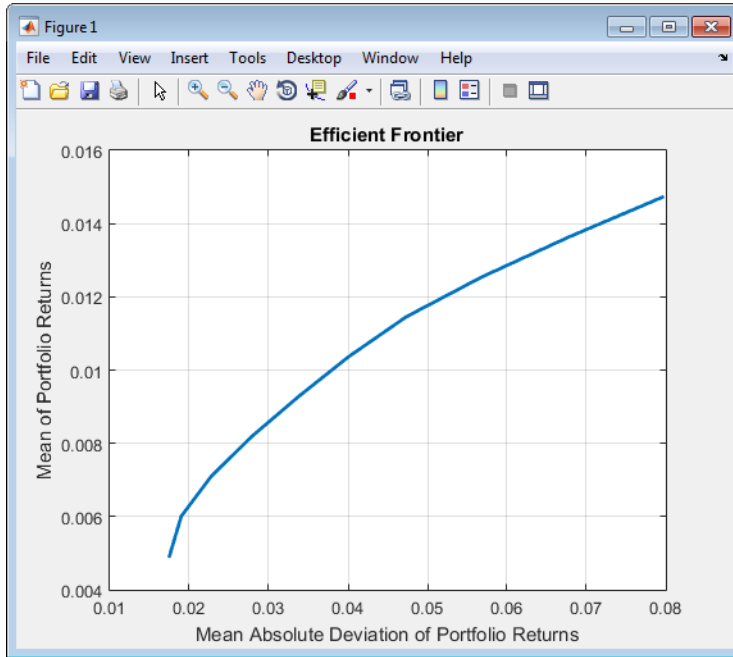 Figure 1
File Edit View Insert Tools Desktop Window Help
Efficient Frontier
0.016
0.014
0.012
0.01
0.008
0.006
0.004
Mean of Portfolio Returns
0.01 0.02 0.03 0.04 0.05 0.06 0.07 0.08
Mean Absolute Deviation of Portfolio Returns